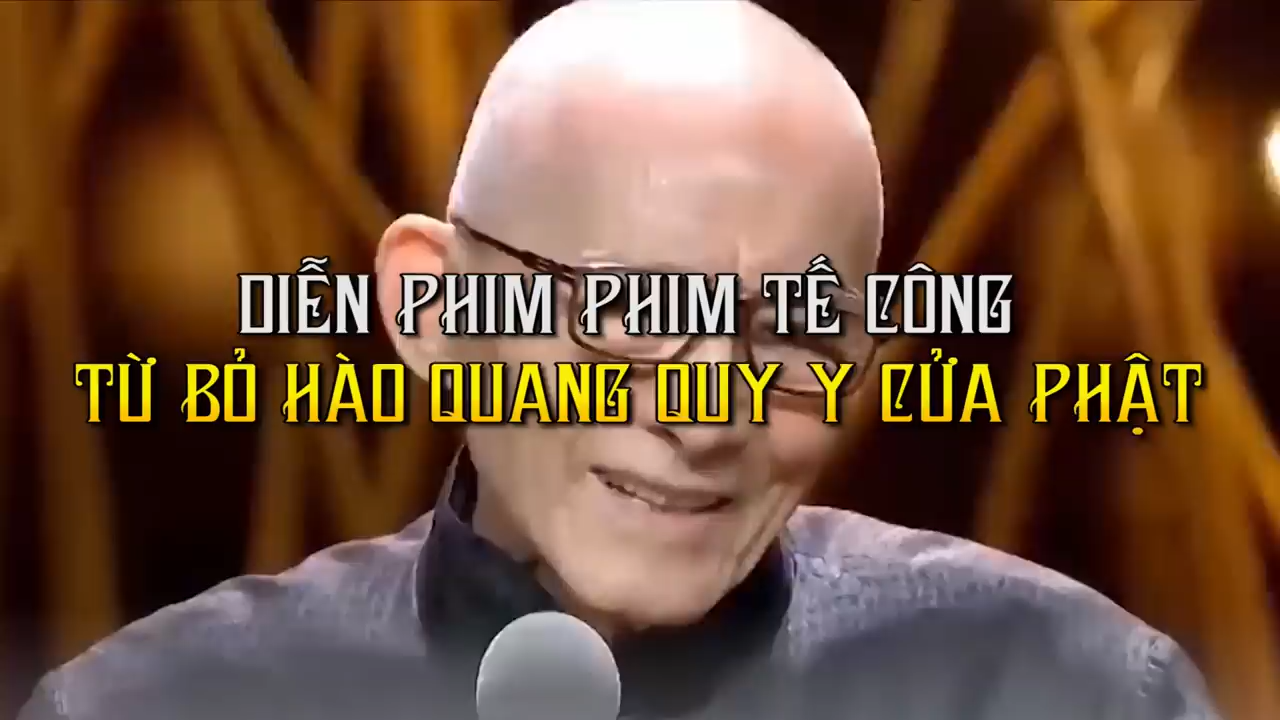 DIỄN PHIM PHIM TẾ CÔNG
TỪ BỎ HÀO QUANG QUY Y CỬA PHẬT